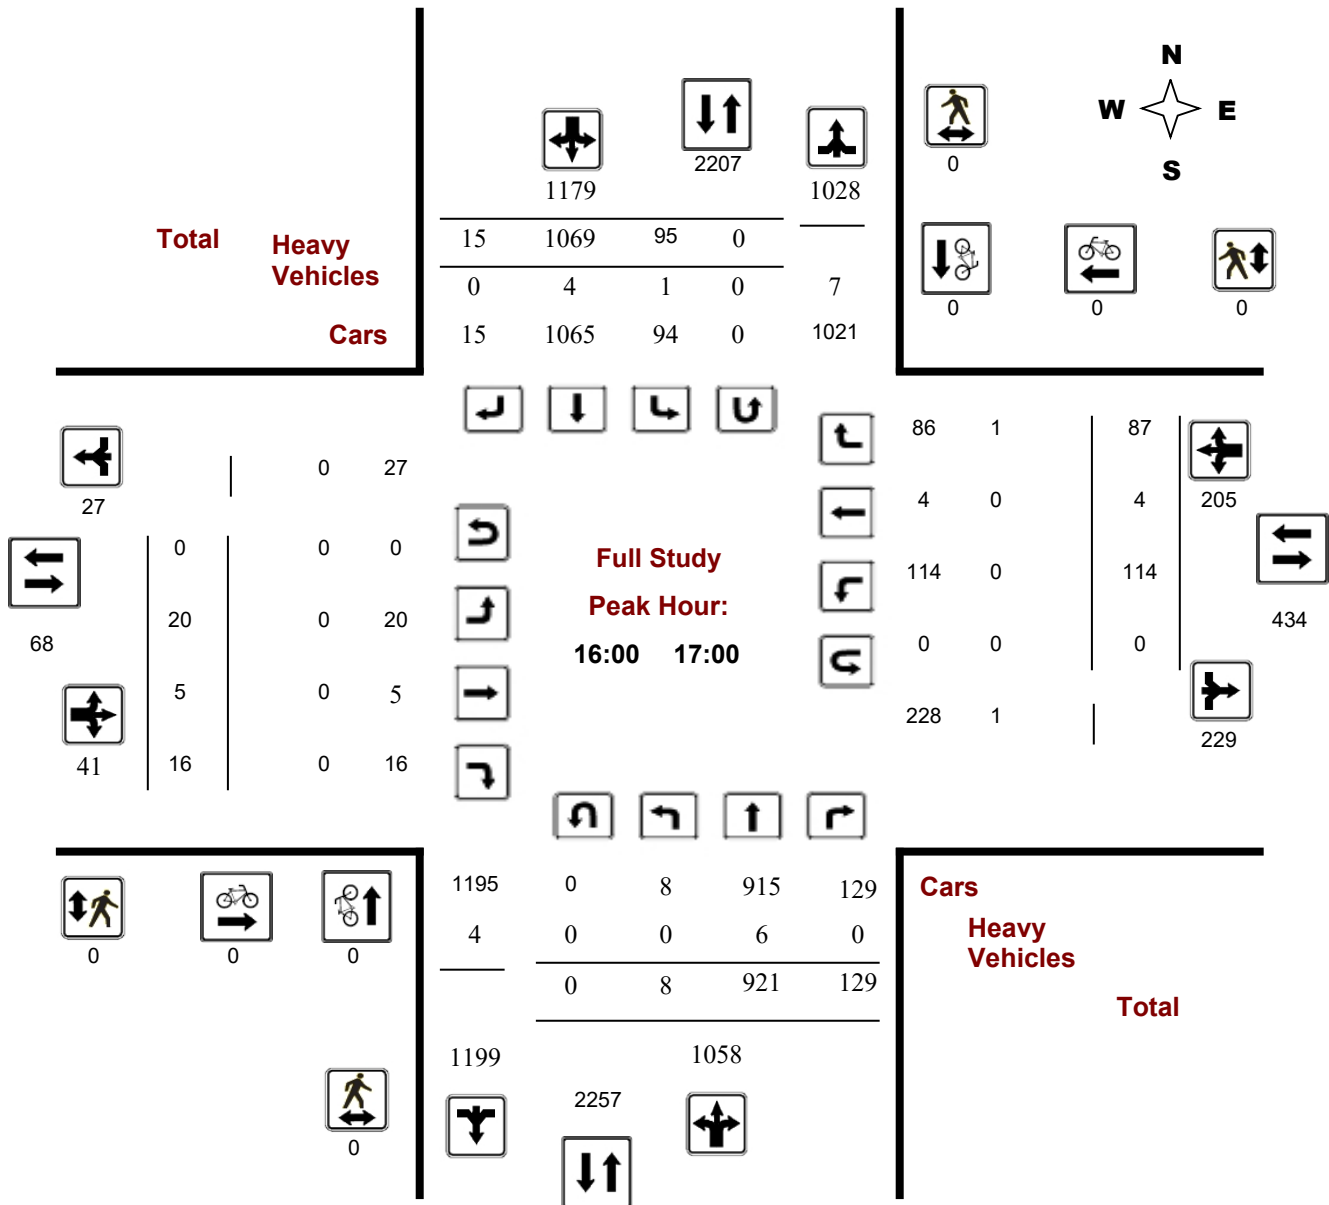 N
W E
S
2207
0
1179 1028
Total Heavy Vehicles
15 1069 95 0
0 4 1 0 7
0 0 0
Cars 15 1065 94 0 1021
86 1 87
0 27
27
4 0 4 205
0 0 0
Full Study
114 0 114
Peak Hour:
20 0 20 434
68
16:00 17:00
0 0 0
5 0 5
228 1
229
41 16 0 16
1195 0 8 915 129 Cars
4 0 0 6 0 Heavy Vehicles
0 0 0
0 8 921 129
Total
1199 1058
2257
0